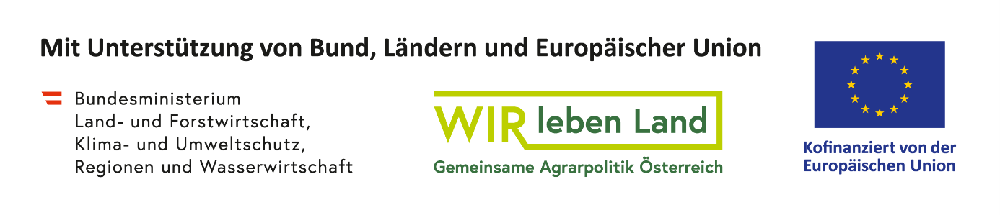 Mit Unterstützung von Bund, Ländern und Europäischer Union
Bundesministerium
Land- und Forstwirtschaft,
Klima- und Umweltschutz,
Regionen und Wasserwirtschaft
WIR leben Land
Gemeinsame Agrarpolitik Österreich
Kofinanziert von der
Europäischen Union